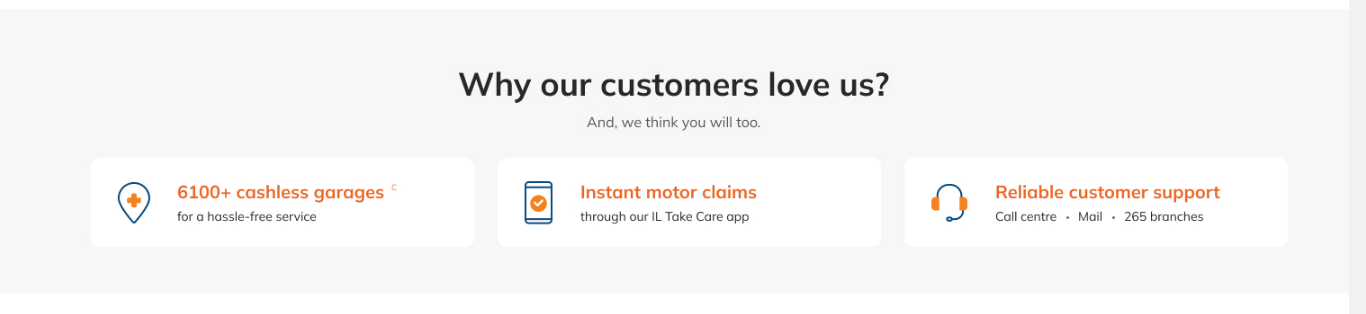 Why our customers love us?
And, we think you will too.
6100+ cashless garages c
for a hassle-free service
Instant motor claims
through our IL Take Care app
Reliable customer support
Call centre • Mail • 265 branches